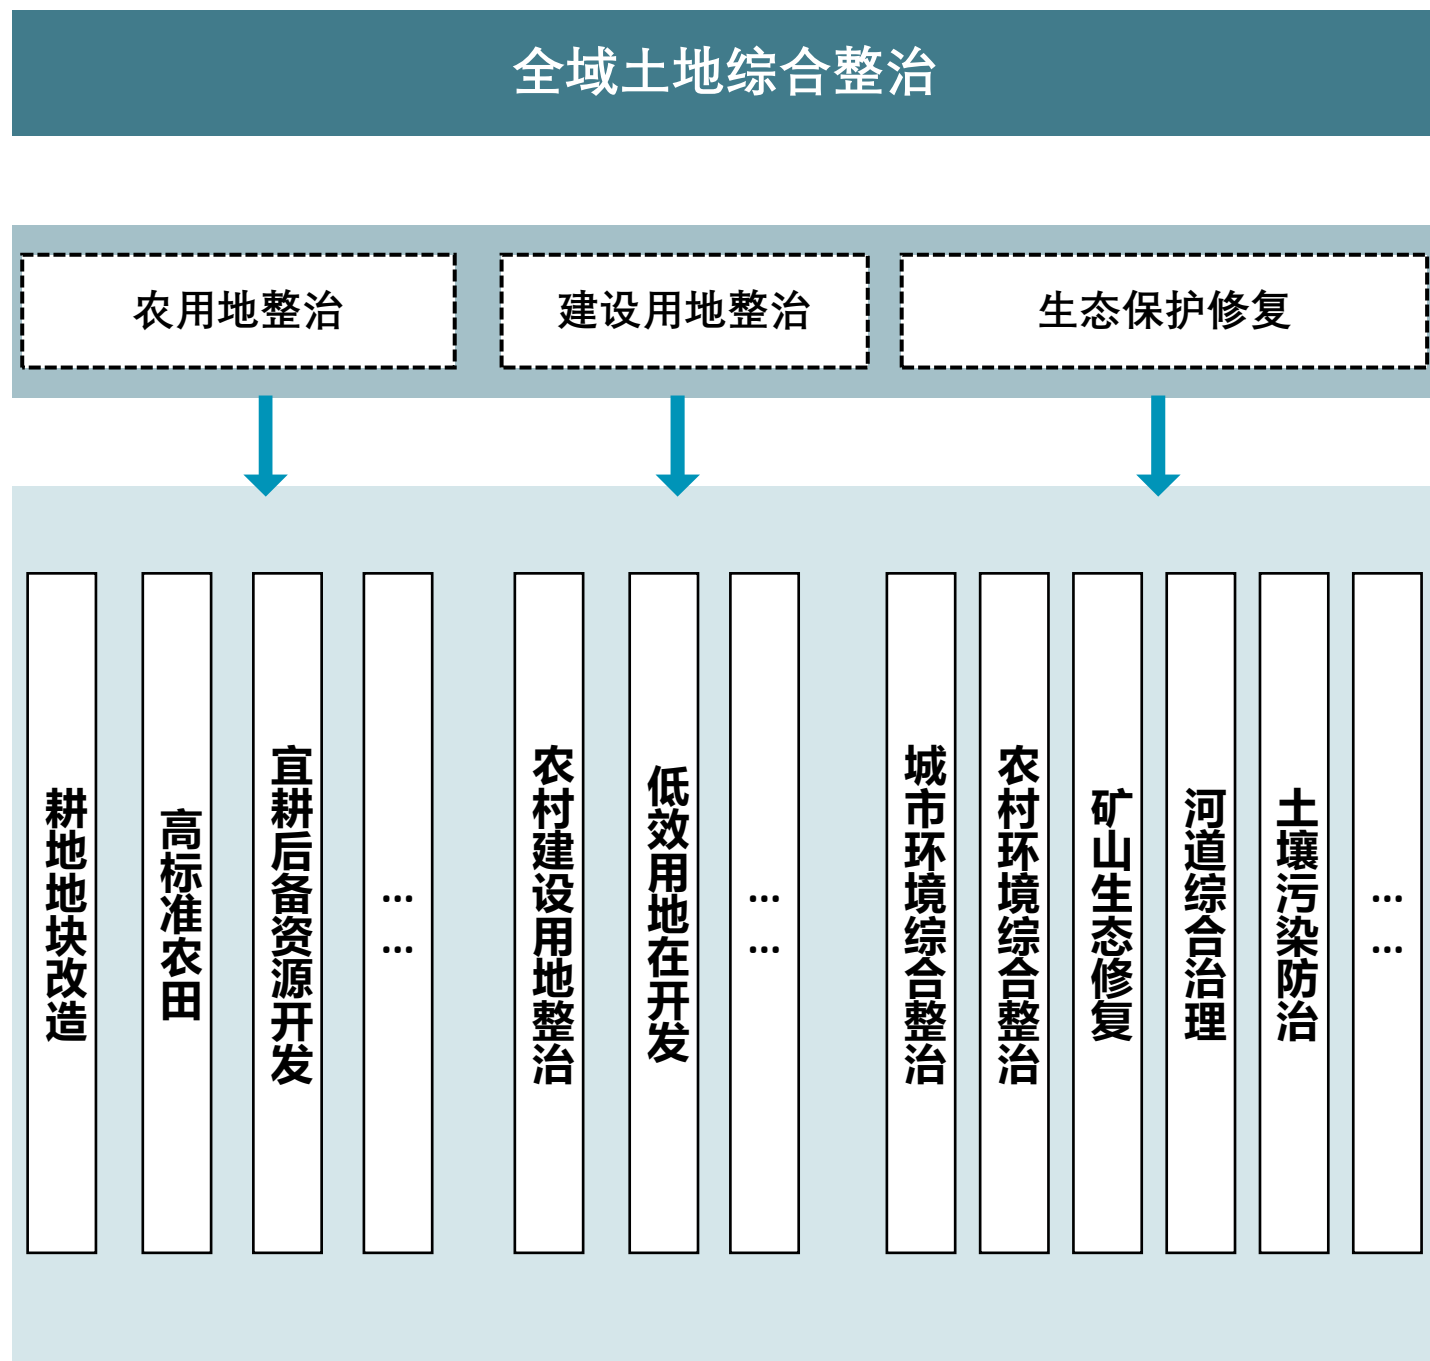 全域土地综合整治
农用地整治
建设用地整治
生态保护修复
耕地地块改造
高标准农田
宜耕后备资源开发
……
农村建设用地整治
低效用地在开发
……
城市环境综合整治
农村环境综合整治
矿山生态修复
河道综合治理
土壤污染防治
……